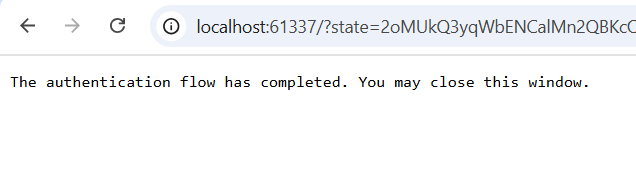 localhost:61337/?state=2oMUkQ3yqWbENCalMn2QBKcC
The authentication flow has completed. You may close this window.